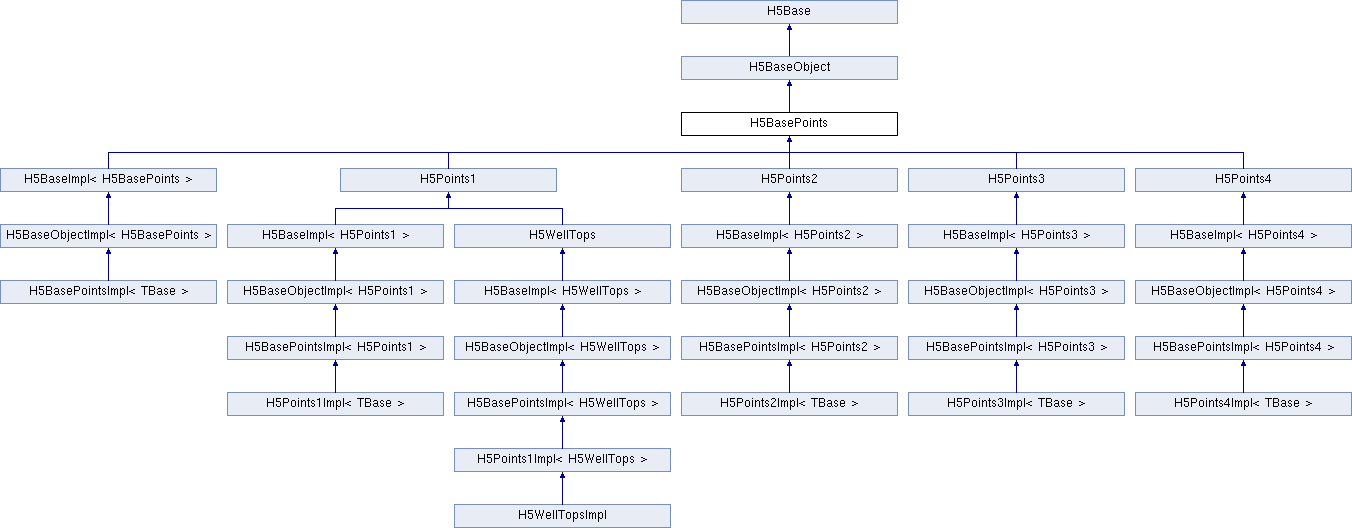 H5Base
H5BaseObject
H5BasePoints
H5BaseImpl< H5BasePoints >
H5Points1
H5Points2
H5Points3
H5Points4
H5BaseObjectImpl< H5BasePoints >
H5BaseImpl< H5Points1 >
H5WellTops
H5BaseImpl< H5Points2 >
H5BaseImpl< H5Points3 >
H5BaseImpl< H5Points4 >
H5BasePointsImpl< TBase >
H5BaseObjectImpl< H5Points1 >
H5BaseImpl< H5WellTops >
H5BaseObjectImpl< H5Points2 >
H5BaseObjectImpl< H5Points3 >
H5BaseObjectImpl< H5Points4 >
H5BasePointsImpl< H5Points1 >
H5BaseObjectImpl< H5WellTops >
H5BasePointsImpl< H5Points2 >
H5BasePointsImpl< H5Points3 >
H5BasePointsImpl< H5Points4 >
H5Points1Impl< TBase >
H5BasePointsImpl< H5WellTops >
H5Points2Impl< TBase >
H5Points3Impl< TBase >
H5Points4Impl< TBase >
H5Points1Impl< H5WellTops >
H5WellTopsImpl